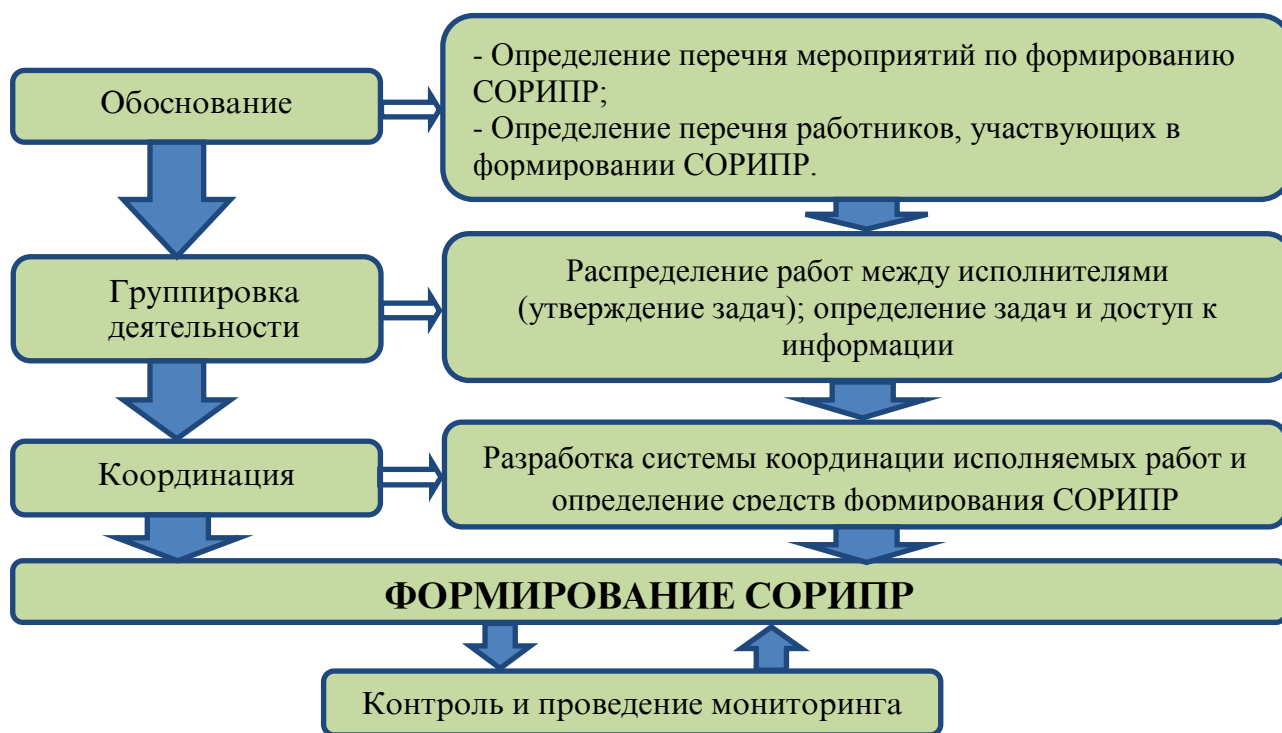 Обоснование
- Определение перечня мероприятий по формированию
СОРИПР;
- Определение перечня работников, участвующих в
формировании СОРИПР.
Группировка
деятельности
Распределение работ между исполнителями
(утверждение задач); определение задач и доступ к
информации
Координация
Разработка системы координации исполняемых работ и
определение средств формирования СОРИПР
ФОРМИРОВАНИЕ СОРИПР
Контроль и проведение мониторинга